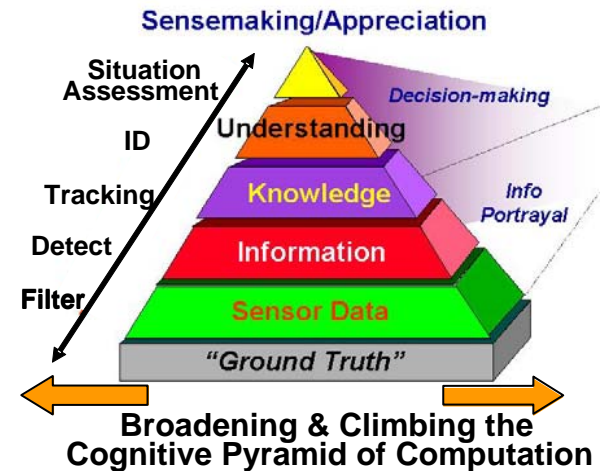 Sensemaking/Appreciation
Situation
Assessment
ID
Tracking
Detect
Filter
Decision-making
Info
Portrayal
Understanding
Knowledge
Information
Sensor Data
“Ground Truth”
Broadening & Climbing the
Cognitive Pyramid of Computation